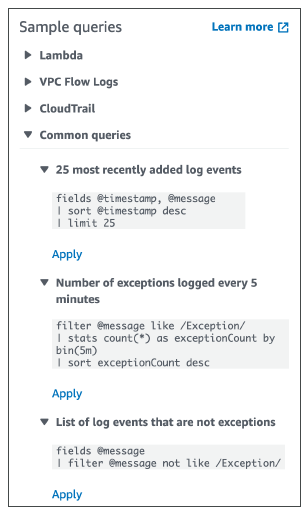 Sample queries
Learn more
Lambda
VPC Flow Logs
CloudTrail
Common queries
25 most recently added log events
fields @timestamp, @message
| sort @timestamp desc
| limit 25
Apply
Number of exceptions logged every 5
minutes
filter @message like /Exception/
| stats count(*) as exceptionCount by
bin(5m)
| sort exceptionCount desc
Apply
List of log events that are not exceptions
fields @message
| filter @message not like /Exception/
Apply